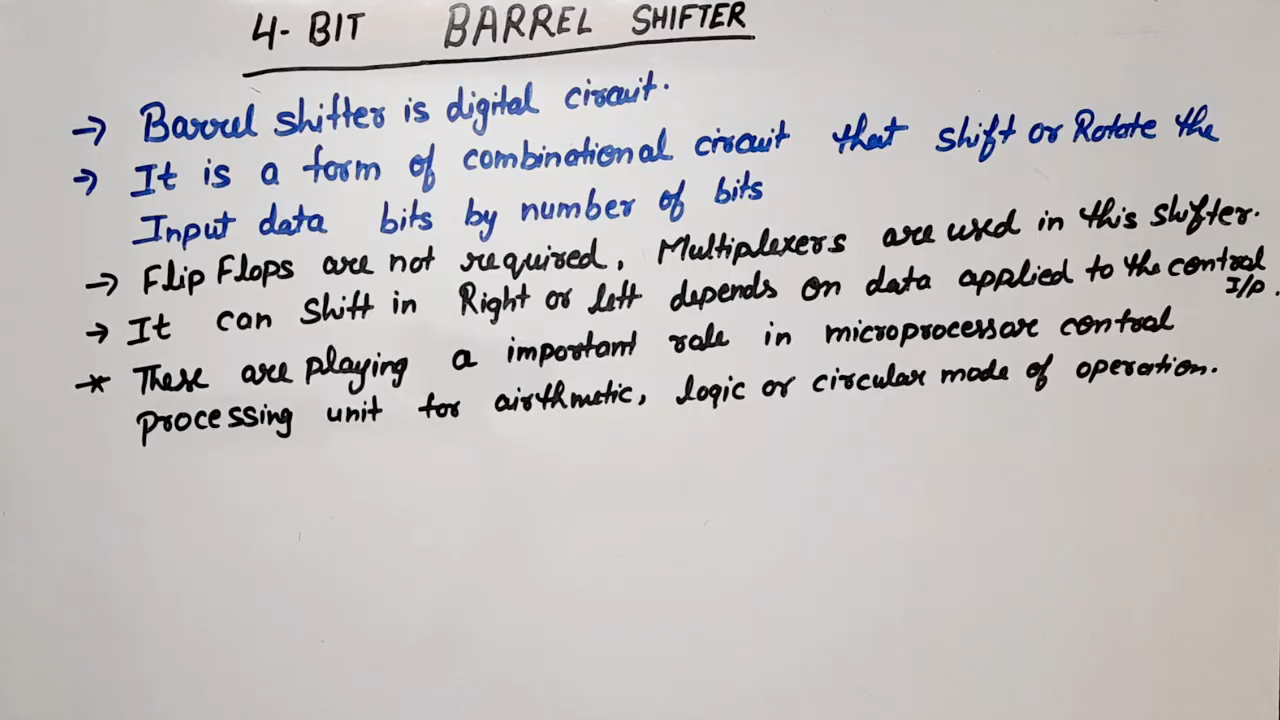 4-BIT BARREL SHIFTER
→ Barrel shifter is digital circuit.
→ It is a form of combinational circuit that shift or Rotate the
Input data bits by number of bits
→ Flip Flops are not required, Multiplexers are used in this shifter.
→ It can shift in Right or left depends on data applied to the control
I/P.
* These are playing a important role in microprocessor control
processing unit for airthmetic, logic or circular mode of operation.